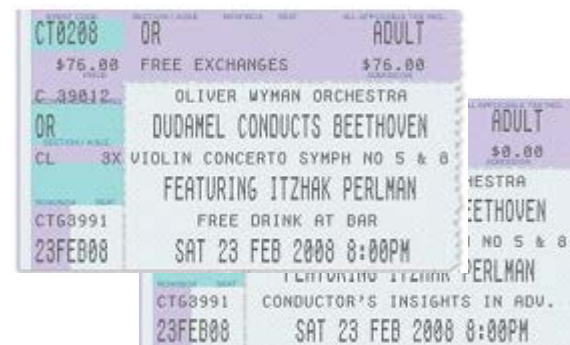 CT0208 OR ADULT
$76.00 FREE EXCHANGES $76.00
C 39012 OLIVER WYMAN ORCHESTRA
OR DUDAMEL CONDUCTS BEETHOVEN
CL 3X VIOLIN CONCERTO SYMPH NO 5 & 8
FEATURING ITZHAK PERLMAN
CTG3991 FREE DRINK AT BAR
23FEB08 SAT 23 FEB 2008 8:00PM
ADULT
$0.00
HESTRA
EETHOVEN
NO 5 & 8
FEATURING ITZHAK PERLMAN
CTG3991 CONDUCTOR'S INSIGHTS IN ADV.
23FEB08 SAT 23 FEB 2008 8:00PM